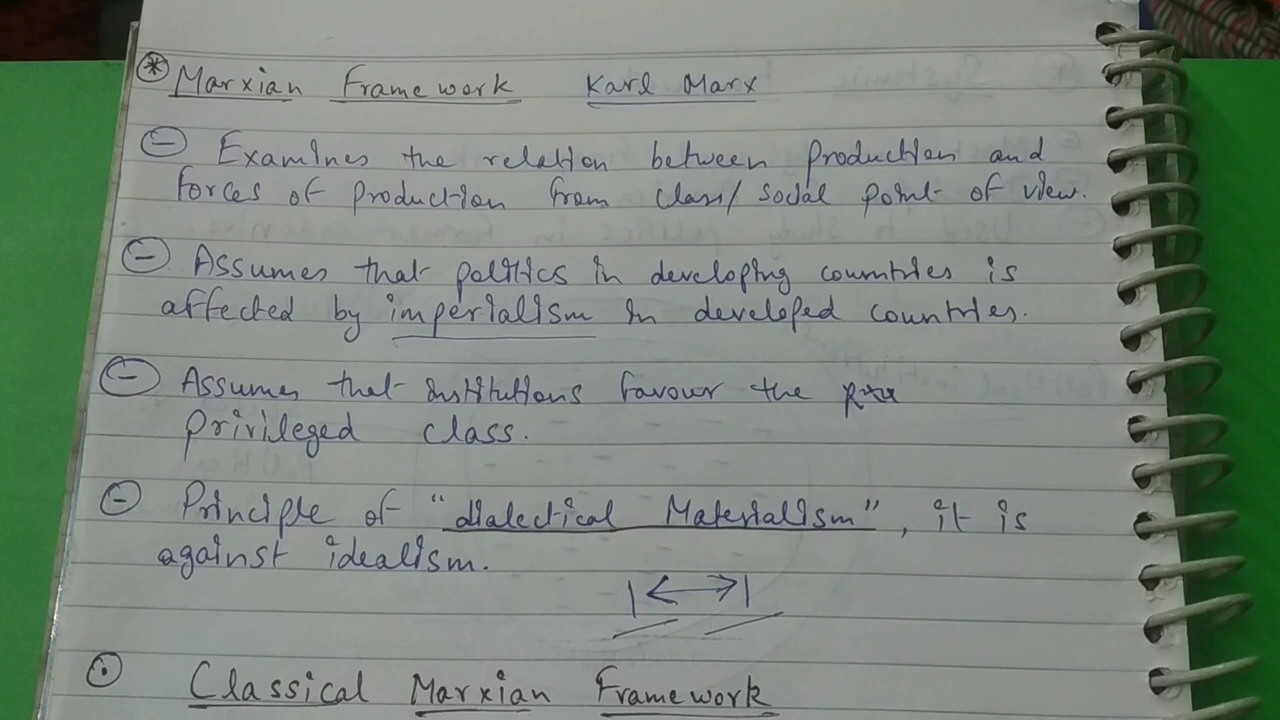 * Marxian Framework Karl Marx
- Examines the relation between production and
forces of production from class/social point of view.
- Assumes that politics in developing countries is
affected by imperialism in developed countries.
- Assumes that institutions favour the
privileged class.
- Principle of "dialectical Materialism", it is
against idealism.
|←→|
• Classical Marxian Framework